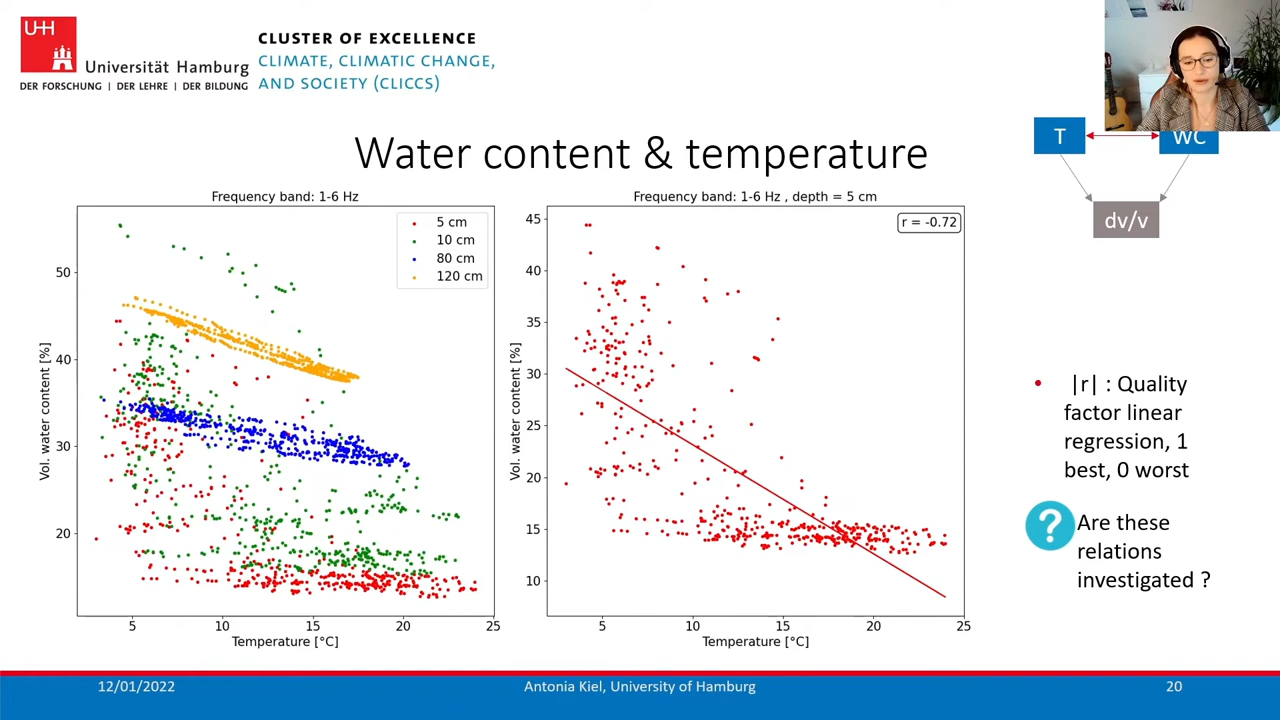 U+H
Universität Hamburg
DER FORSCHUNG | DER LEHRE | DER BILDUNG
CLUSTER OF EXCELLENCE
CLIMATE, CLIMATIC CHANGE,
AND SOCIETY (CLICCS)
Water content & temperature
T
WC
dv/v
Frequency band: 1-6 Hz
5 cm
10 cm
80 cm
120 cm
50
40
30
20
Vol. water content [%]
5 10 15 20 25
Temperature [°C]
Frequency band: 1-6 Hz , depth = 5 cm
r = -0.72
45
40
35
30
25
20
15
10
Vol. water content [%]
5 10 15 20 25
Temperature [°C]
• |r| : Quality
factor linear
regression, 1
best, 0 worst
?
Are these
relations
investigated ?
12/01/2022
Antonia Kiel, University of Hamburg
20